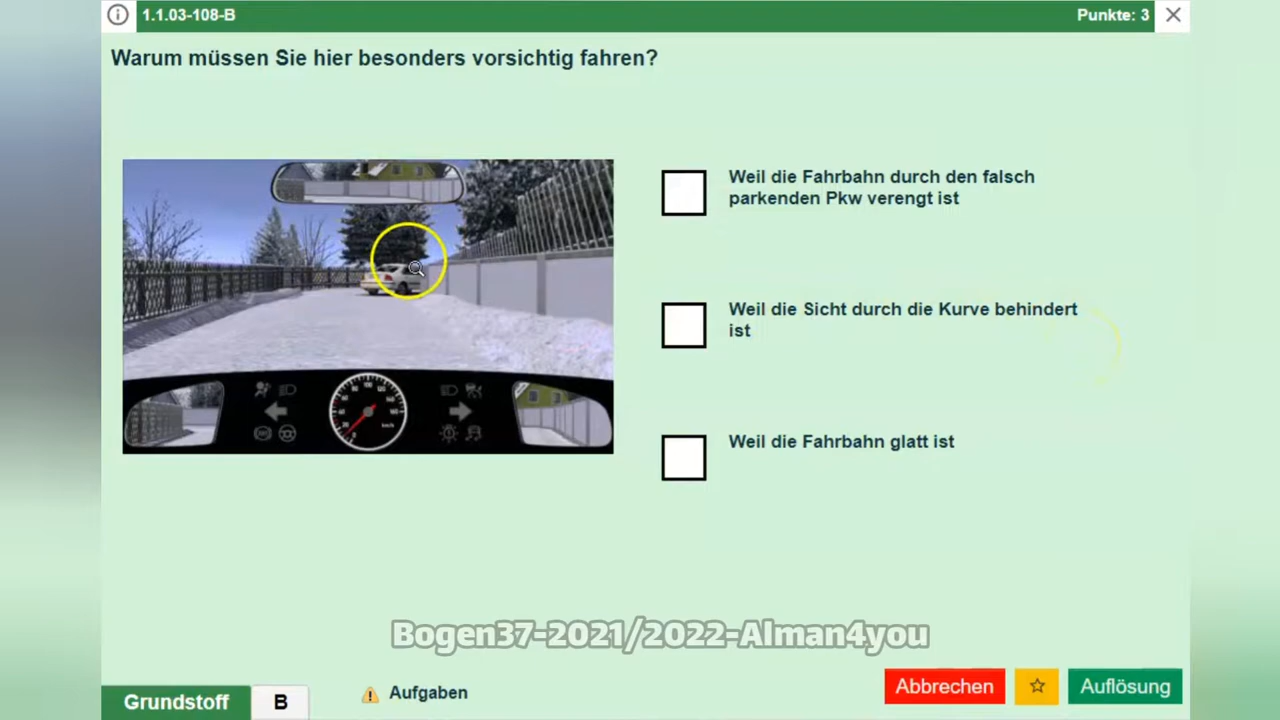 1.1.03-108-B
Punkte: 3
Warum müssen Sie hier besonders vorsichtig fahren?
Weil die Fahrbahn durch den falsch
parkenden Pkw verengt ist
Weil die Sicht durch die Kurve behindert
ist
Weil die Fahrbahn glatt ist
Bogen37-2021/2022-Alman4you
Grundstoff
B
Aufgaben
Abbrechen
Auflösung